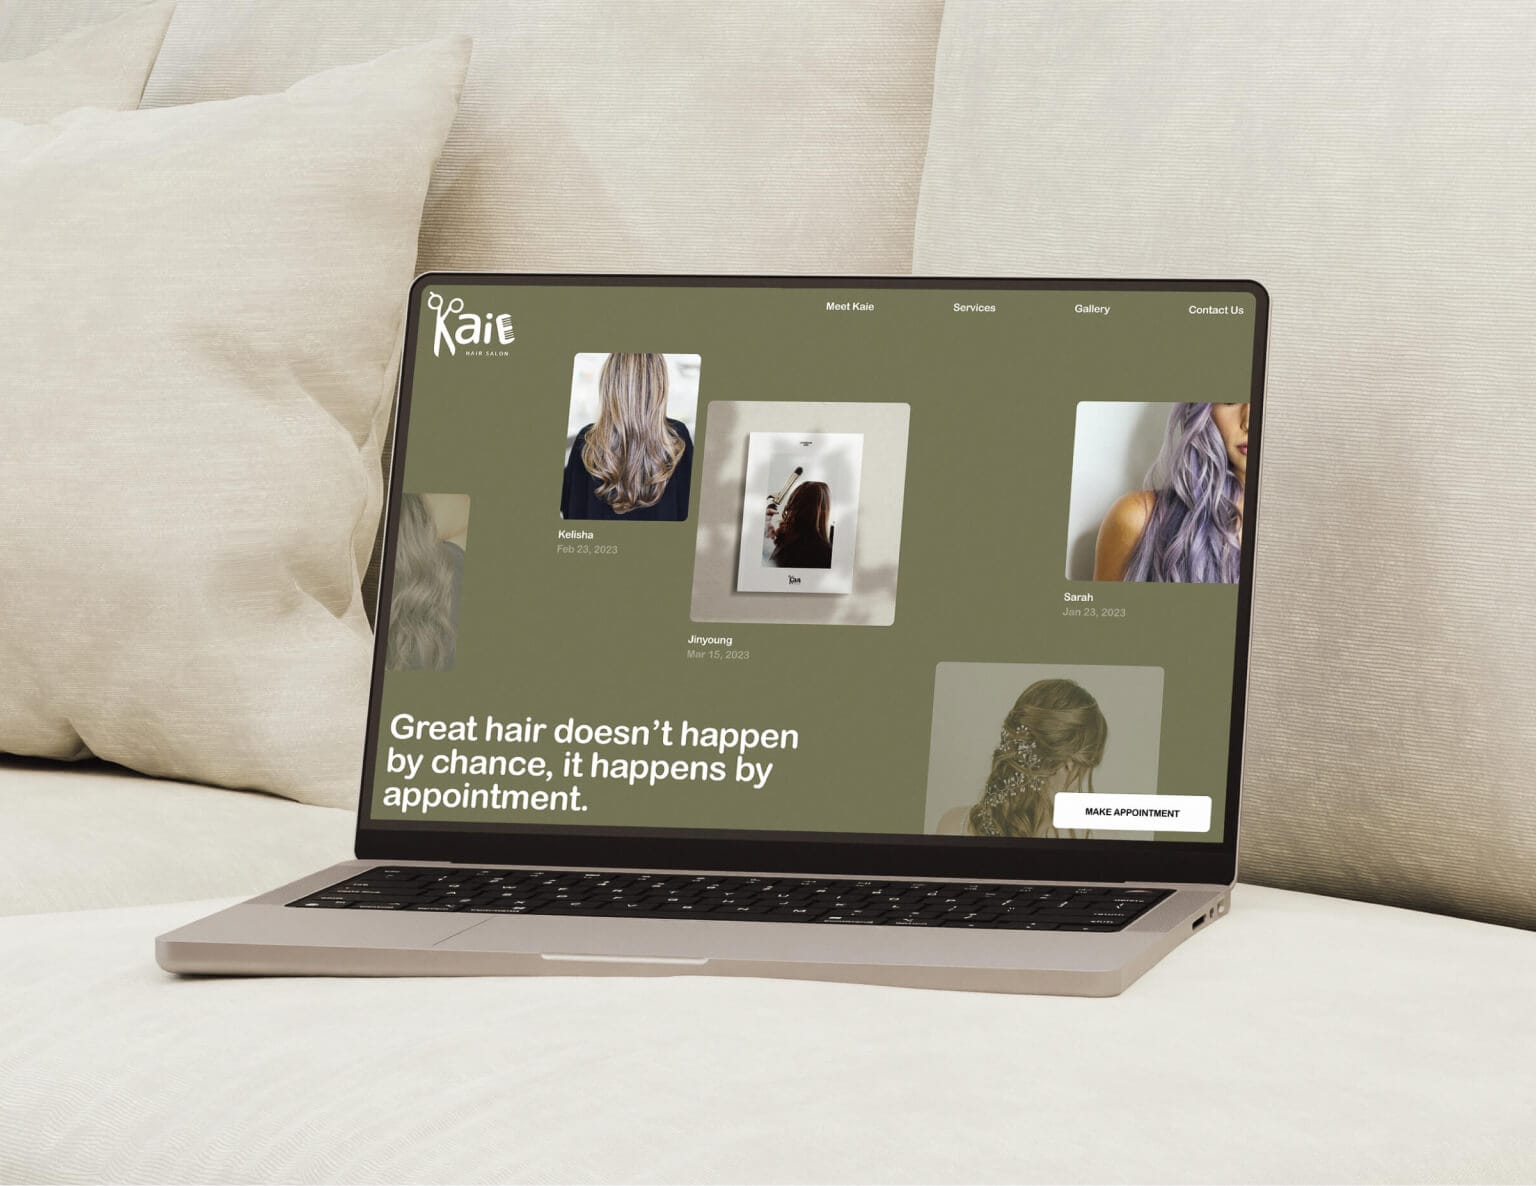 Kaie
HAIR SALON
Meet Kaie
Services
Gallery
Contact Us
Kelisha
Feb 23, 2023
Jinyoung
Mar 15, 2023
Sarah
Jan 23, 2023
Great hair doesn’t happen
by chance, it happens by
appointment.
MAKE APPOINTMENT